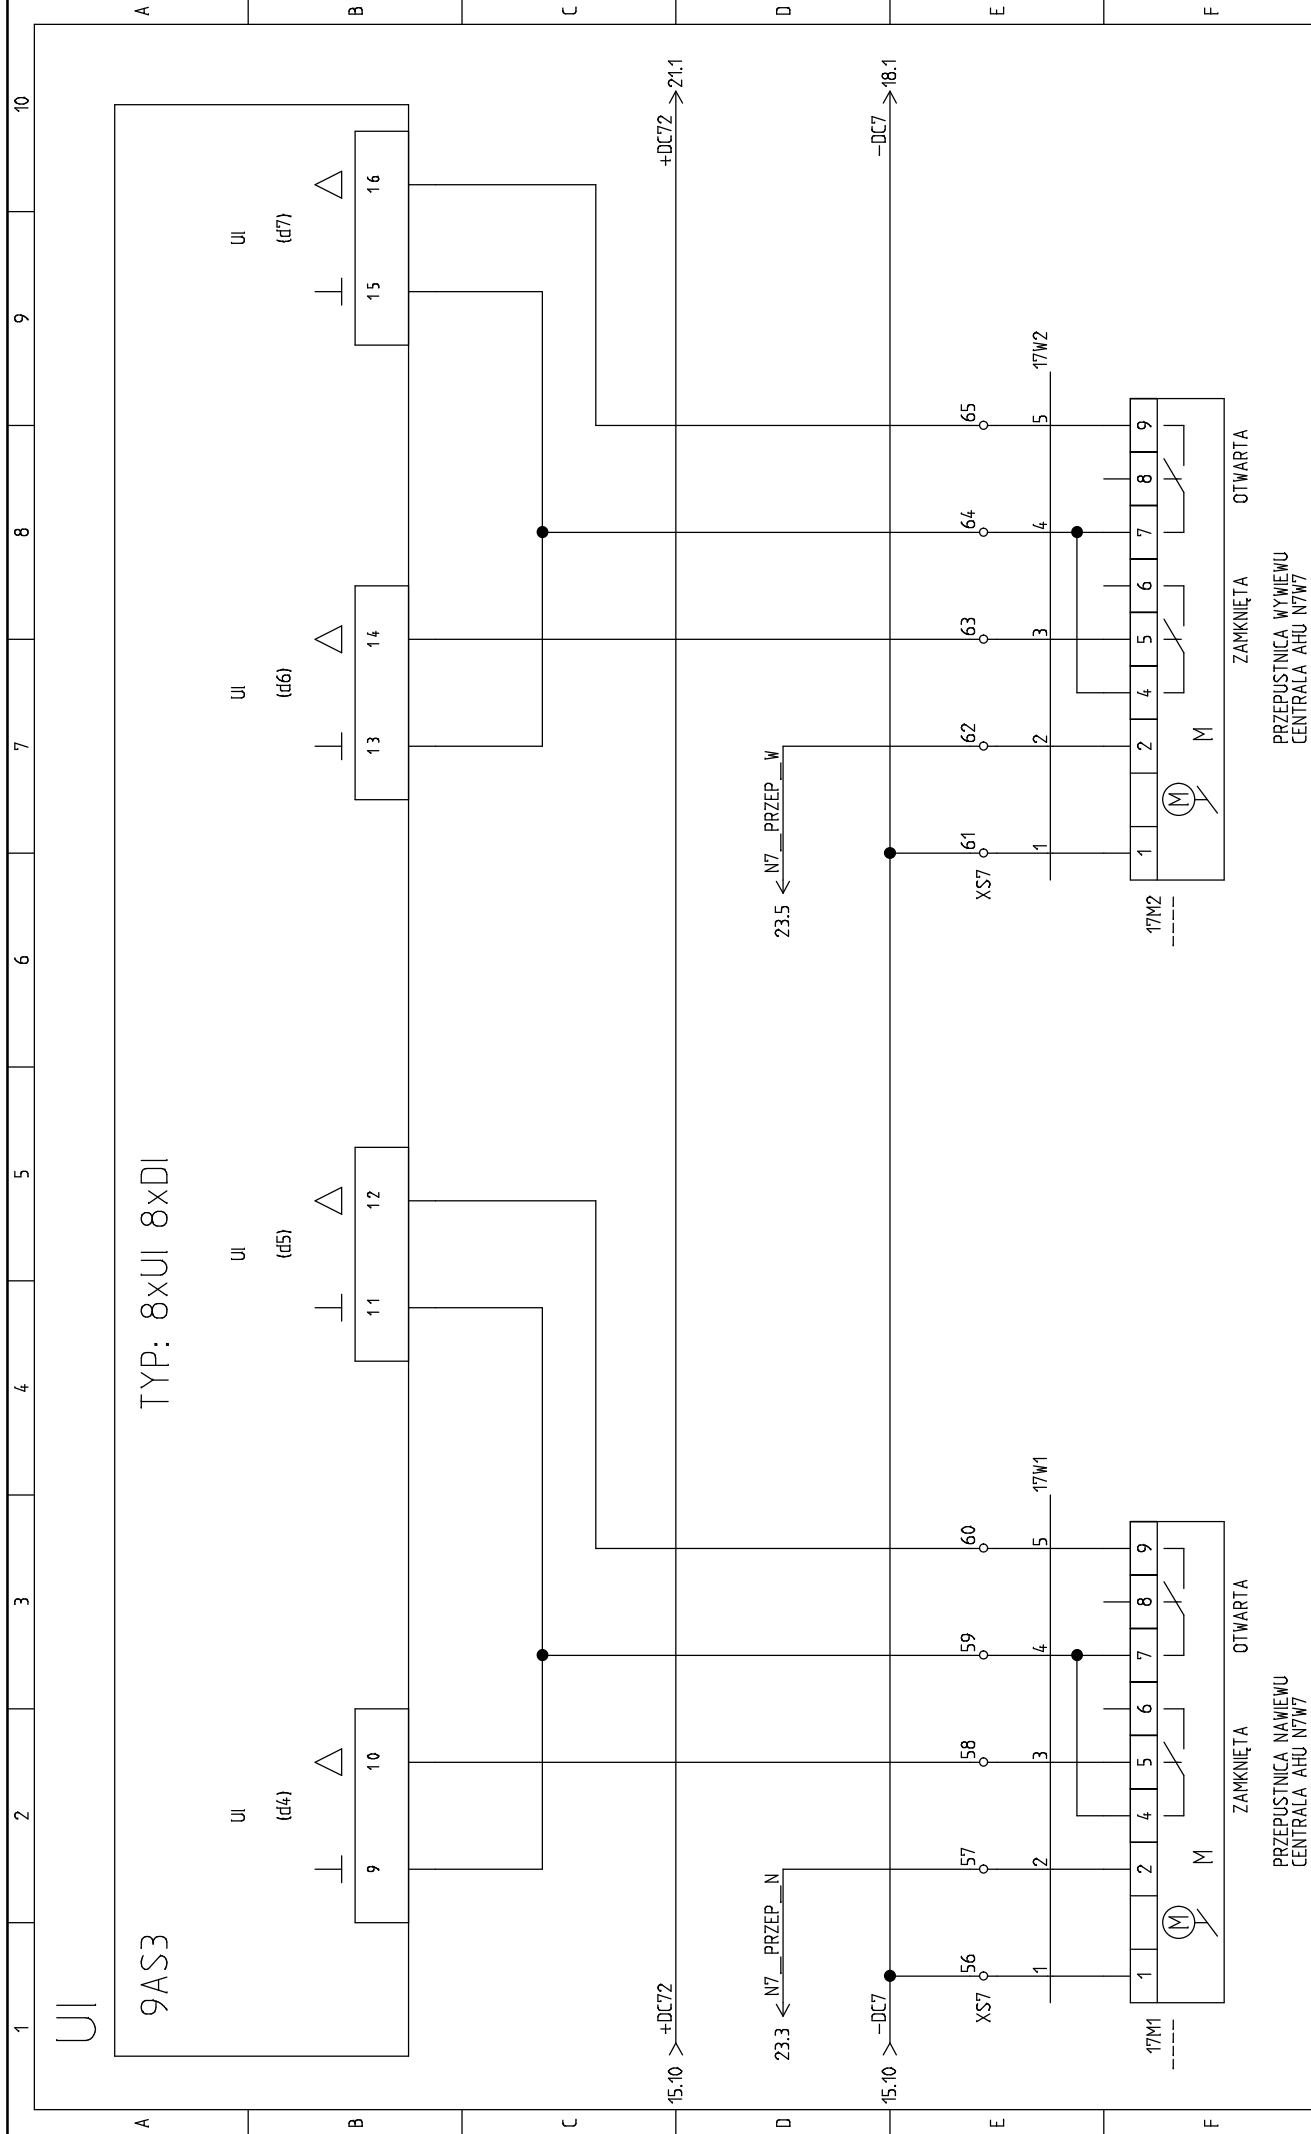 1 2 3 4 5 6 7 8 9 10
A A
UI
9AS3 TYP: 8xUI 8xDI
B B
UI UI UI UI
(d4) (d5) (d6) (d7)
9 10 11 12 13 14 15 16
C C
15.10 +DC72 +DC72 21.1
D D
23.3 N7_PRZEP_N 23.5 N7_PRZEP_W
15.10 -DC7 -DC7 18.1
E E
XS7 56 57 58 59 60 XS7 61 62 63 64 65
1 2 3 4 5 17W1 1 2 3 4 5 17W2
17M1 1 2 4 5 6 7 8 9 17M2 1 2 4 5 6 7 8 9
----
----
M M M M
F F
ZAMKNIĘTA OTWARTA ZAMKNIĘTA OTWARTA
PRZEPUSTNICA NAWIEWU
CENTRALA AHU N7W7
PRZEPUSTNICA WYWIEWU
CENTRALA AHU N7W7